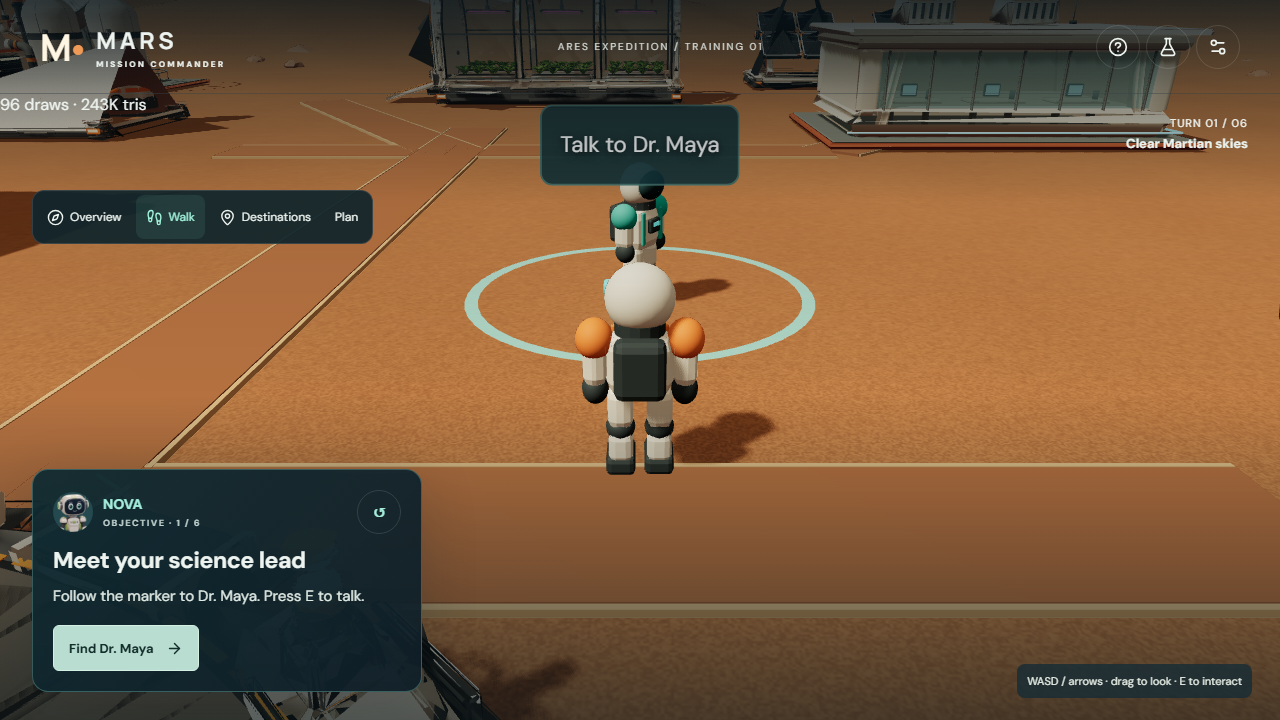 M
MARS
MISSION COMMANDER
ARES EXPEDITION / TRAINING 01
96 draws · 243K tris
TURN 01 / 06
Clear Martian skies
Talk to Dr. Maya
Overview Walk Destinations Plan
NOVA
OBJECTIVE · 1 / 6
Meet your science lead
Follow the marker to Dr. Maya. Press E to talk.
Find Dr. Maya →
WASD / arrows · drag to look · E to interact